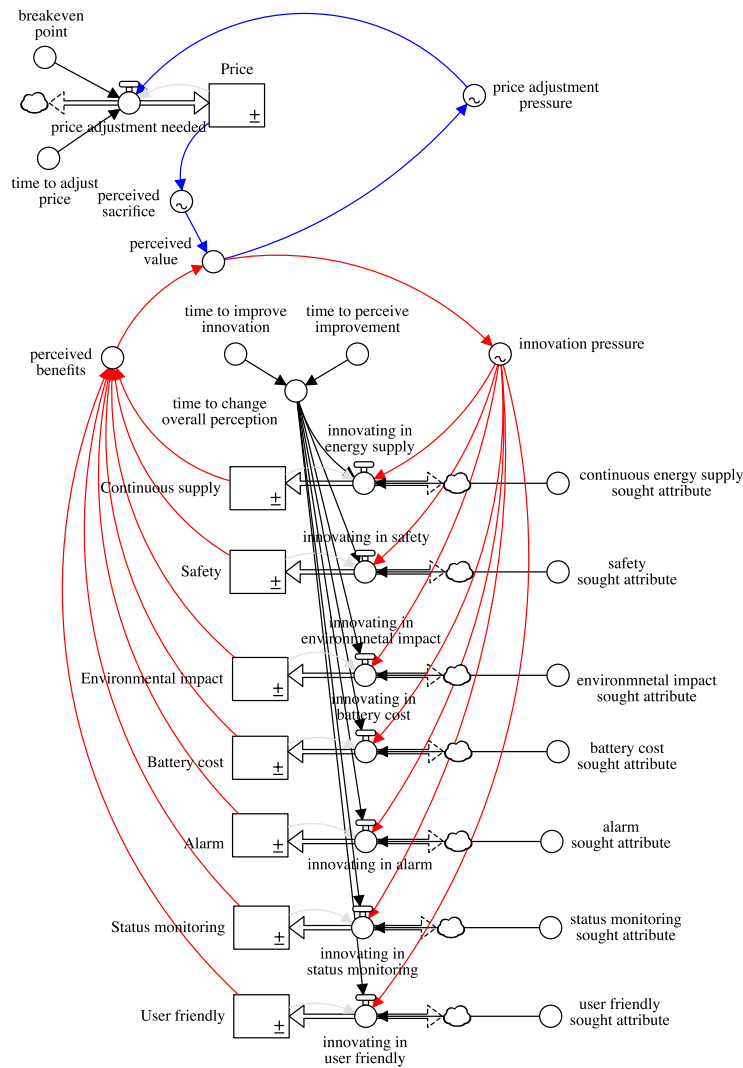 breakeven
point
Price
price adjustment
pressure
price adjustment needed
time to adjust
price
perceived
sacrifice
perceived
value
time to improve
innovation
time to perceive
improvement
innovation pressure
perceived
benefits
time to change
overall perception
innovating in
energy supply
Continuous supply
continuous energy supply
sought attribute
innovating in safety
Safety
safety
sought attribute
innovating in
environmnetal impact
Environmental impact
environmnetal impact
sought attribute
innovating in
battery cost
Battery cost
battery cost
sought attribute
Alarm
alarm
sought attribute
innovating in alarm
Status monitoring
status monitoring
sought attribute
innovating in
status monitoring
User friendly
user friendly
sought attribute
innovating in
user friendly